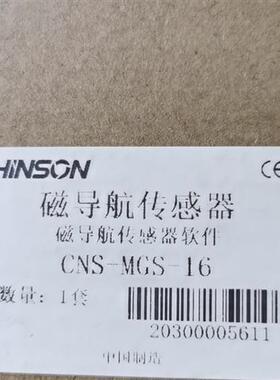 HINSON CE
磁导航传感器
磁导航传感器软件
CNS-MGS-16
数量: 1套
20300005611
中国制造